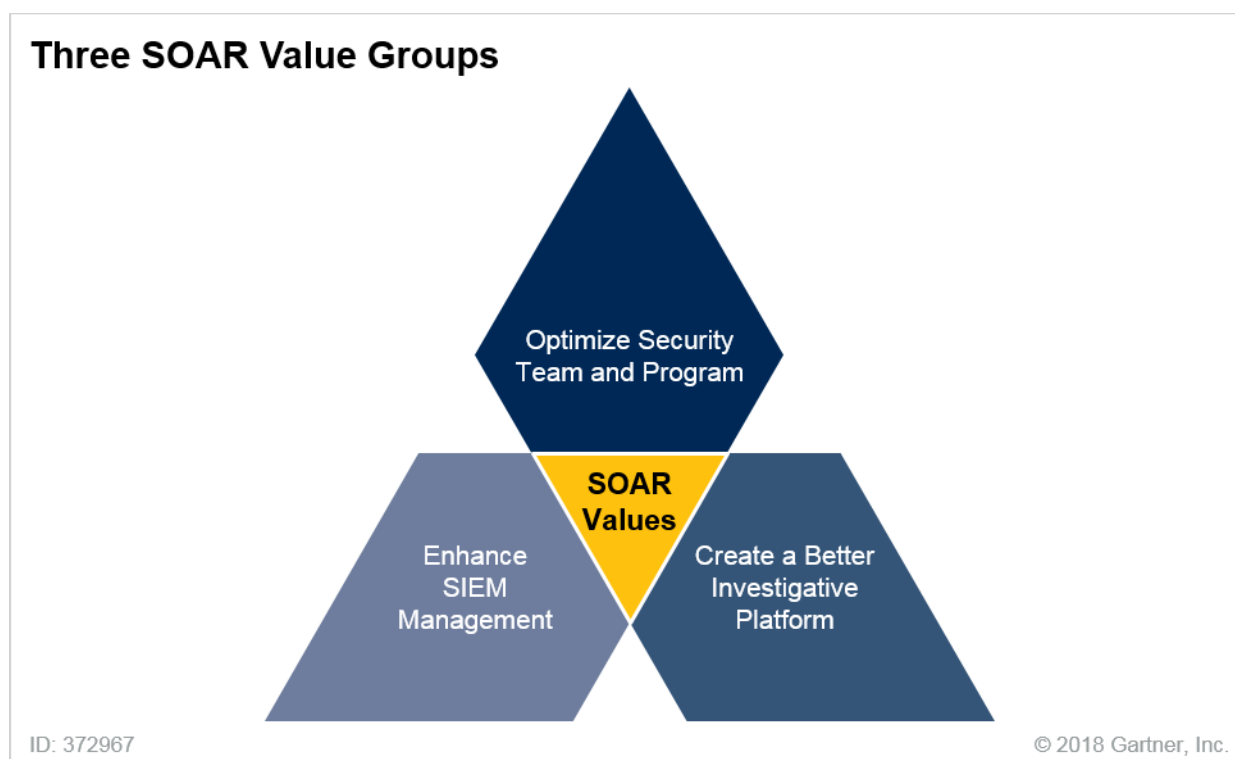 Three SOAR Value Groups
Optimize Security
Team and Program
SOAR
Values
Enhance
SIEM
Management
Create a Better
Investigative
Platform
ID: 372967
© 2018 Gartner, Inc.